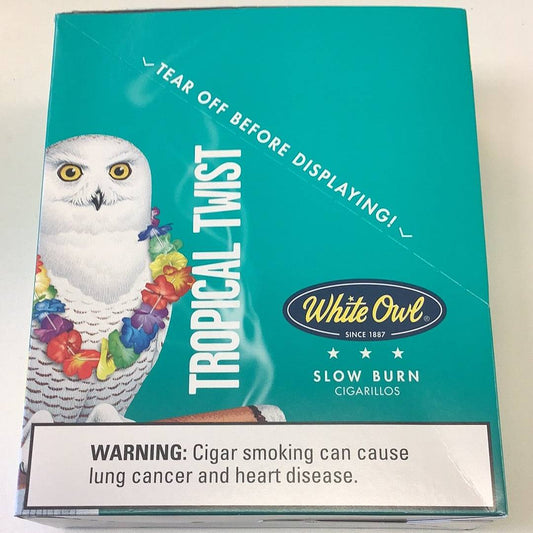 TEAR OFF BEFORE DISPLAYING!
TROPICAL TWIST
White Owl®
SINCE 1887
SLOW BURN
CIGARILLOS
WARNING: Cigar smoking can cause
lung cancer and heart disease.